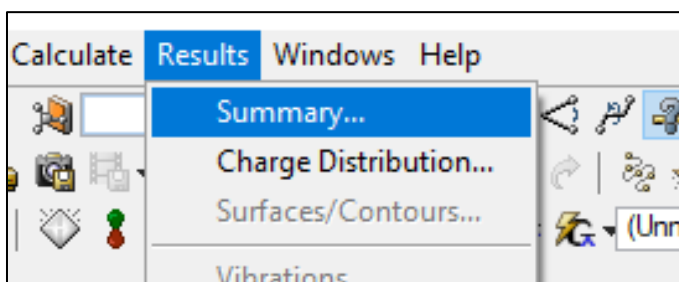 Calculate Results Windows Help
Summary...
Charge Distribution...
Surfaces/Contours...
(Unn
Vibrations